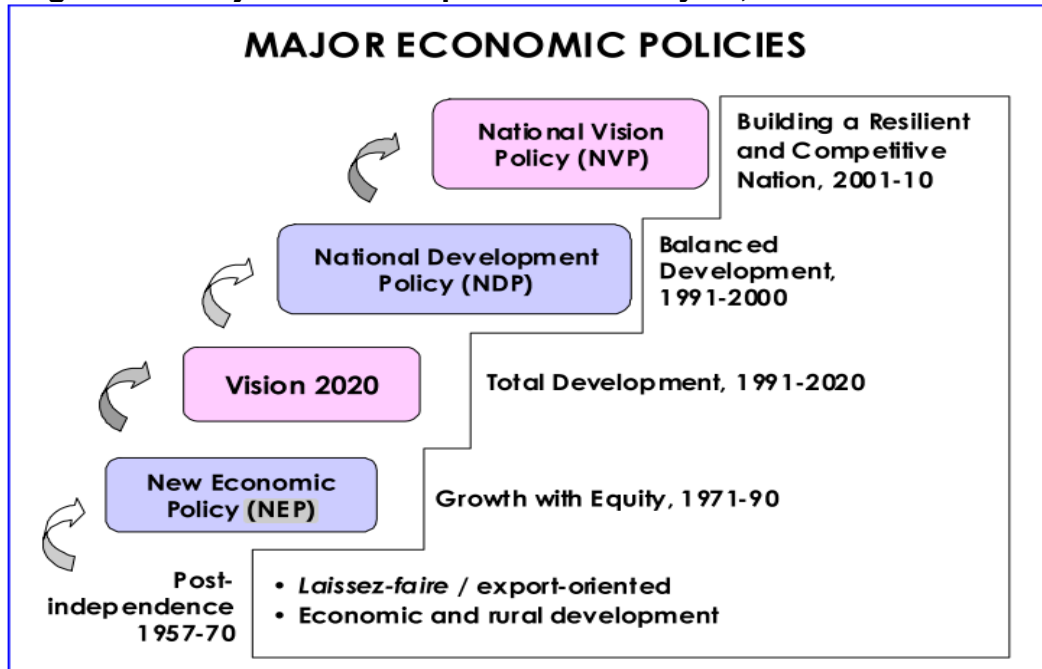 MAJOR ECONOMIC POLICIES
National Vision
Policy (NVP)
Building a Resilient
and Competitive
Nation, 2001-10
National Development
Policy (NDP)
Balanced
Development,
1991-2000
Vision 2020
Total Development, 1991-2020
New Economic
Policy (NEP)
Growth with Equity, 1971-90
Post-
independence
1957-70
• Laissez-faire / export-oriented
• Economic and rural development